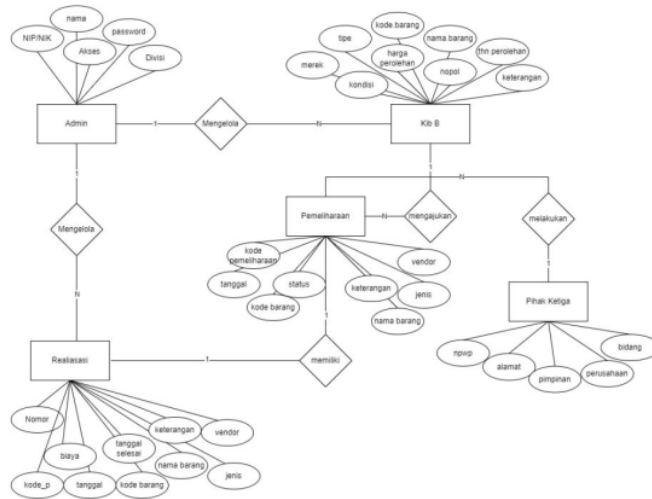 nama
NIP/NIK
Akses
password
Divisi
Admin
1
Mengelola
N
kode.barang
tipe
nama.barang
harga
perolehan
thn perolehan
merek
nopol
kondisi
keterangan
Kib B
1
1
N
Mengelola
N
Pemeliharaan
N
mengajukan
melakukan
kode
pemeliharaan
vendor
tanggal
status
keterangan
jenis
kode barang
nama barang
1
Pihak Ketiga
npwp
alamat
pimpinan
perusahaan
bidang
1
Realiasasi
1
memiliki
Nomor
biaya
tanggal
selesai
keterangan
vendor
nama barang
kode_p
tanggal
kode barang
jenis